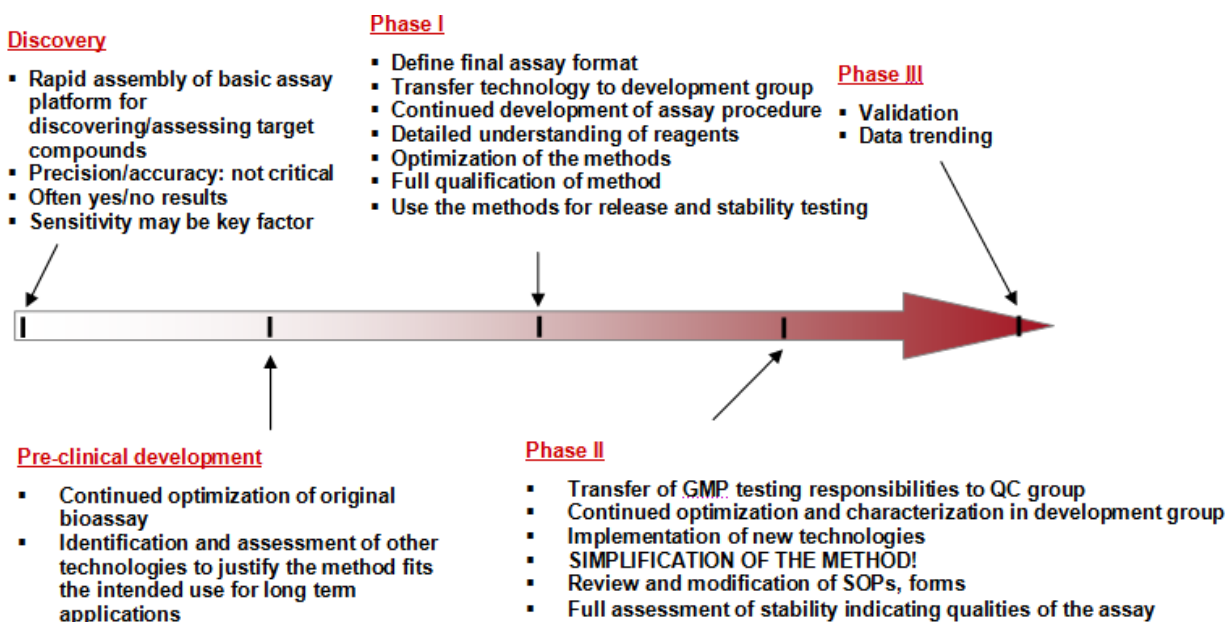 Discovery
▪ Rapid assembly of basic assay
platform for
discovering/assessing target
compounds
▪ Precision/accuracy: not critical
▪ Often yes/no results
▪ Sensitivity may be key factor
Phase I
▪ Define final assay format
▪ Transfer technology to development group
▪ Continued development of assay procedure
▪ Detailed understanding of reagents
▪ Optimization of the methods
▪ Full qualification of method
▪ Use the methods for release and stability testing
Phase III
▪ Validation
▪ Data trending
Pre-clinical development
▪ Continued optimization of original
bioassay
▪ Identification and assessment of other
technologies to justify the method fits
the intended use for long term
applications
Phase II
▪ Transfer of GMP testing responsibilities to QC group
▪ Continued optimization and characterization in development group
▪ Implementation of new technologies
▪ SIMPLIFICATION OF THE METHOD!
▪ Review and modification of SOPs, forms
▪ Full assessment of stability indicating qualities of the assay